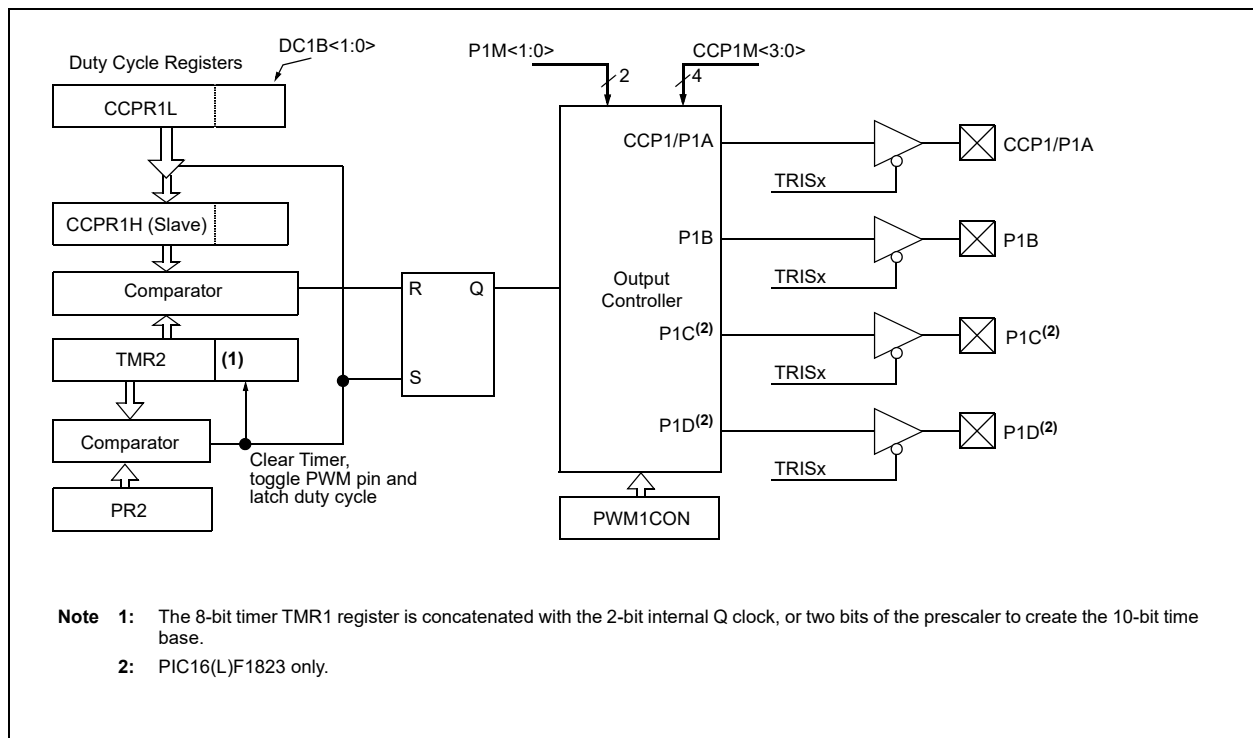 DC1B<1:0>
P1M<1:0>
CCP1M<3:0>
Duty Cycle Registers
2
4
CCPR1L
CCP1/P1A
CCP1/P1A
TRISx
CCPR1H (Slave)
P1B
P1B
TRISx
Comparator
R
Q
Output
Controller
P1C(2)
P1C(2)
TMR2
(1)
TRISx
S
P1D(2)
P1D(2)
Comparator
Clear Timer,
toggle PWM pin and
latch duty cycle
TRISx
PR2
PWM1CON
Note 1: The 8-bit timer TMR1 register is concatenated with the 2-bit internal Q clock, or two bits of the prescaler to create the 10-bit time
base.
2: PIC16(L)F1823 only.